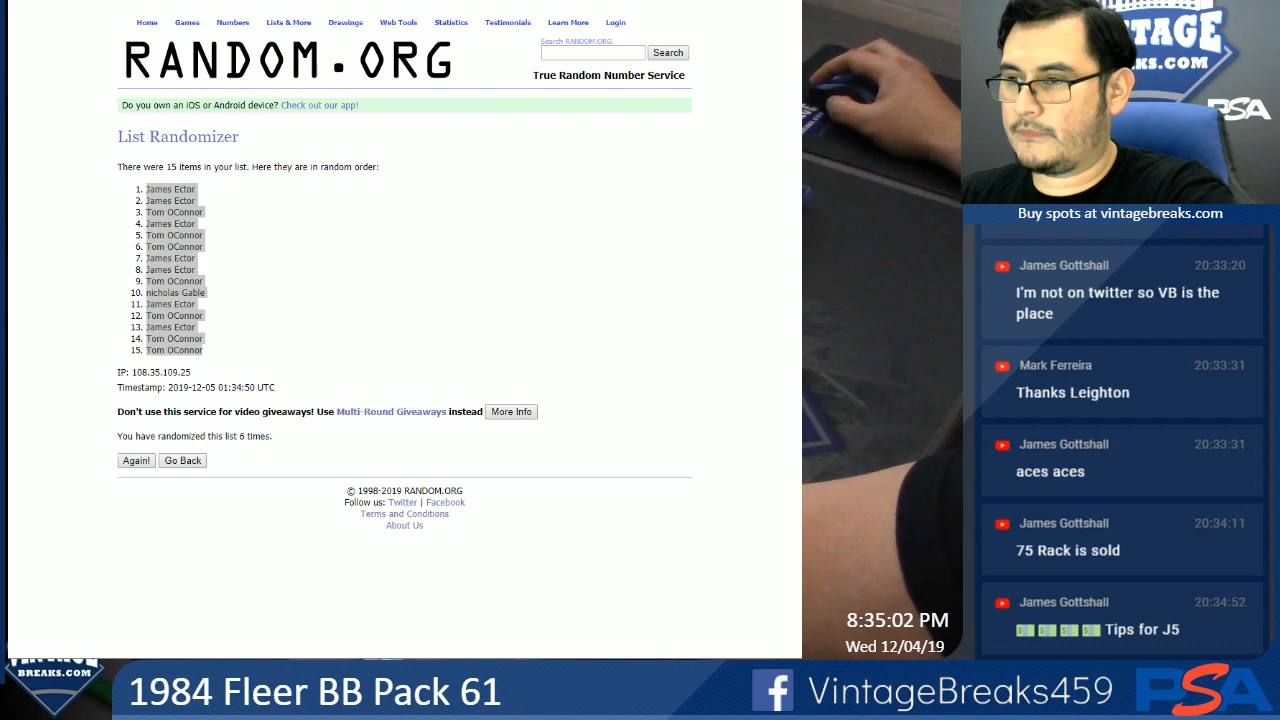 Home Games Numbers Lists & More Drawings Web Tools Statistics Testimonials Learn More Login
RANDOM.ORG
Search RANDOM.ORG
Search
True Random Number Service
Do you own an iOS or Android device? Check out our app!
List Randomizer
There were 15 items in your list. Here they are in random order:
1. James Ector
2. James Ector
3. Tom OConnor
4. James Ector
5. Tom OConnor
6. Tom OConnor
7. James Ector
8. James Ector
9. Tom OConnor
10. nicholas Gable
11. James Ector
12. Tom OConnor
13. James Ector
14. Tom OConnor
15. Tom OConnor
IP: 108.35.109.25
Timestamp: 2019-12-05 01:34:50 UTC
Don't use this service for video giveaways! Use Multi-Round Giveaways instead More Info
You have randomized this list 6 times.
Again! Go Back
© 1998-2019 RANDOM.ORG
Follow us: Twitter | Facebook
Terms and Conditions
About Us
BREAKS.COM
PSA
Buy spots at vintagebreaks.com
James Gottshall 20:33:20
I'm not on twitter so VB is the
place
Mark Ferreira 20:33:31
Thanks Leighton
James Gottshall 20:33:31
aces aces
James Gottshall 20:34:11
75 Rack is sold
James Gottshall 20:34:52
Tips for J5
8:35:02 PM
Wed 12/04/19
BREAKS.COM
1984 Fleer BB Pack 61
VintageBreaks459
PSA